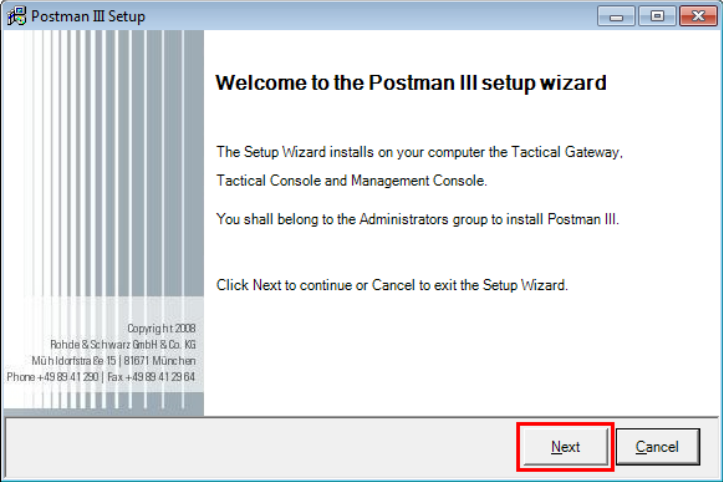 Postman III Setup
Welcome to the Postman III setup wizard
The Setup Wizard installs on your computer the Tactical Gateway,
Tactical Console and Management Console.
You shall belong to the Administrators group to install Postman III.
Click Next to continue or Cancel to exit the Setup Wizard.
Copyright 2008
Rohde & Schwarz GmbH & Co. KG
Mühldorfstraße 15 | 81671 München
Phone +49 89 41 290 | Fax +49 89 41 29 64
Next
Cancel